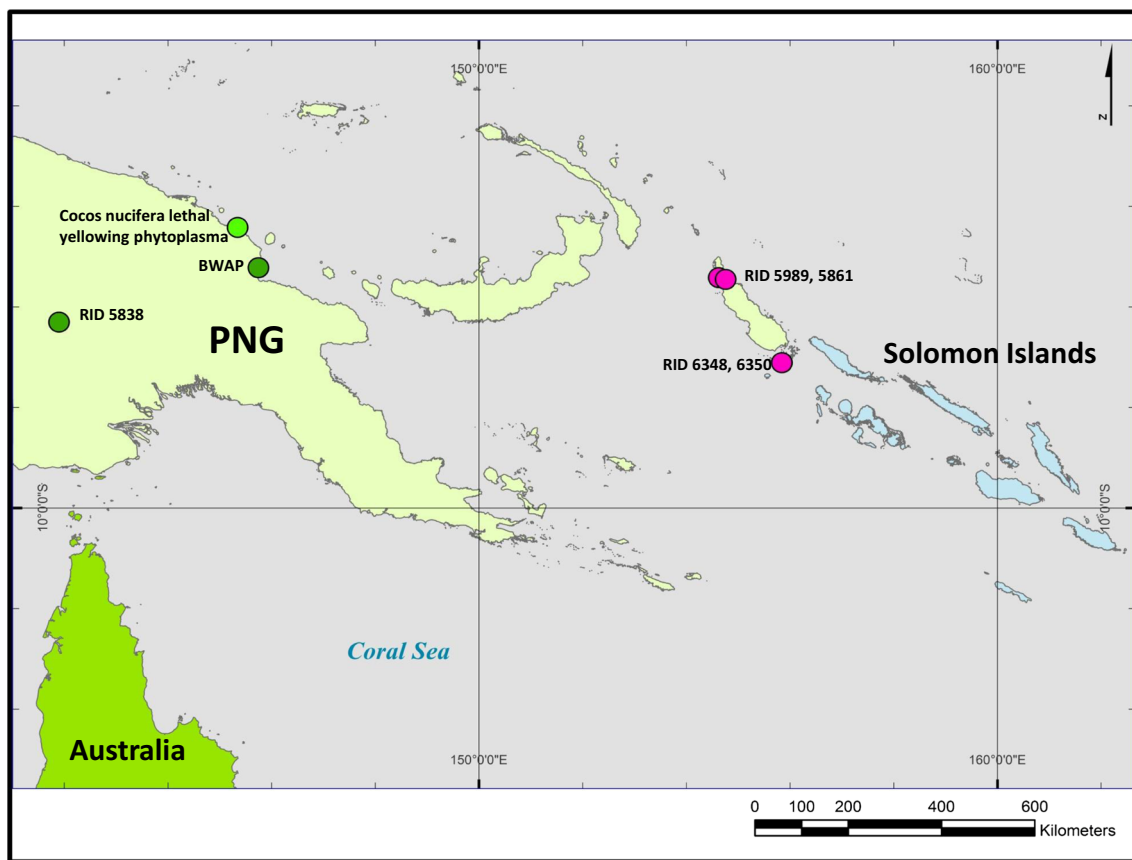 150°0'0"E
160°0'0"E
z
Cocos nucifera lethal
yellowing phytoplasma
BWAP
RID 5989, 5861
RID 5838
PNG
Solomon Islands
RID 6348, 6350
10°0'0"S
10°0'0"S
Coral Sea
Australia
150°0'0"E
160°0'0"E
0 100 200 400 600
Kilometers